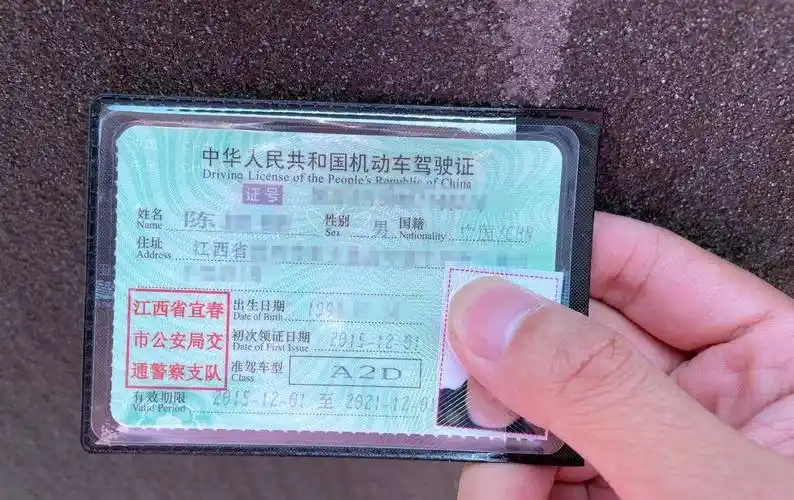 中华人民共和国机动车驾驶证
Driving License of the People's Republic of China
证号
姓名 陈
Name
性别 男
Sex
国籍 中国/CHN
Nationality
住址 江西省
Address
江西省宜春
市公安局交
通警察支队
出生日期
Date of Birth
初次领证日期 2015-12-01
Date of First Issue
准驾车型 A2D
Class
有效期限 2015-12-01 至 2021-12-01
Valid Period